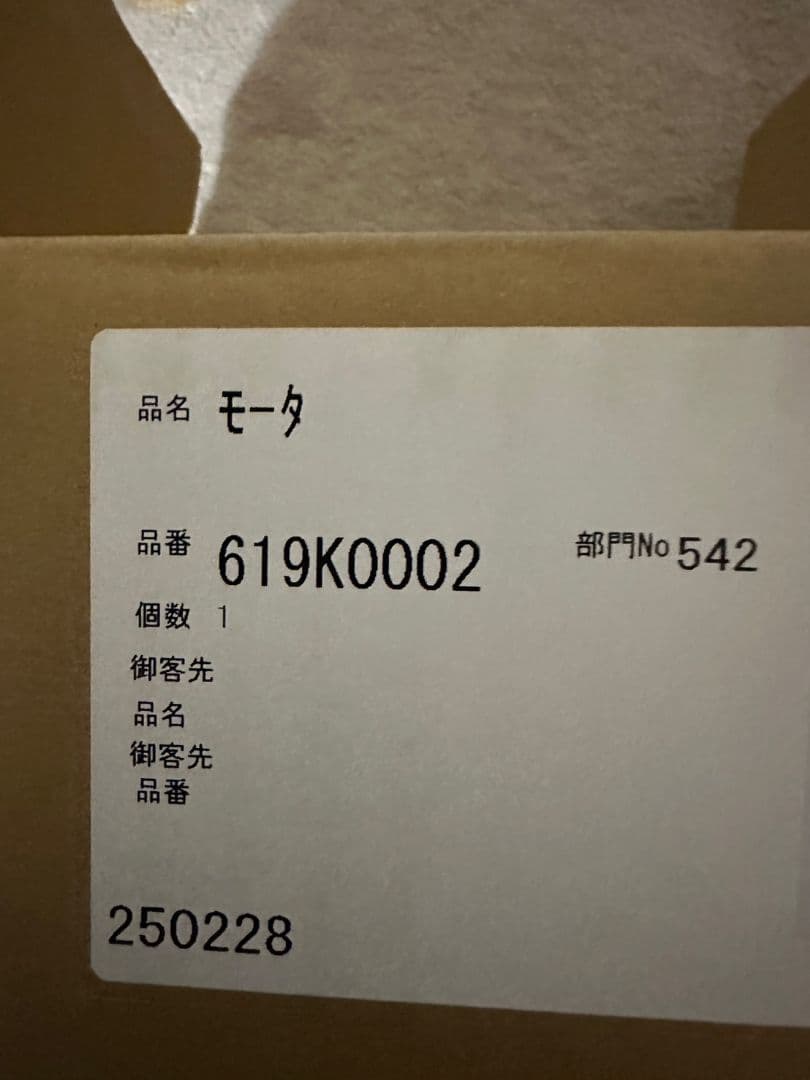 品名 モータ
品番 619K0002 部門No 542
個数 1
御客先
品名
御客先
品番
250228